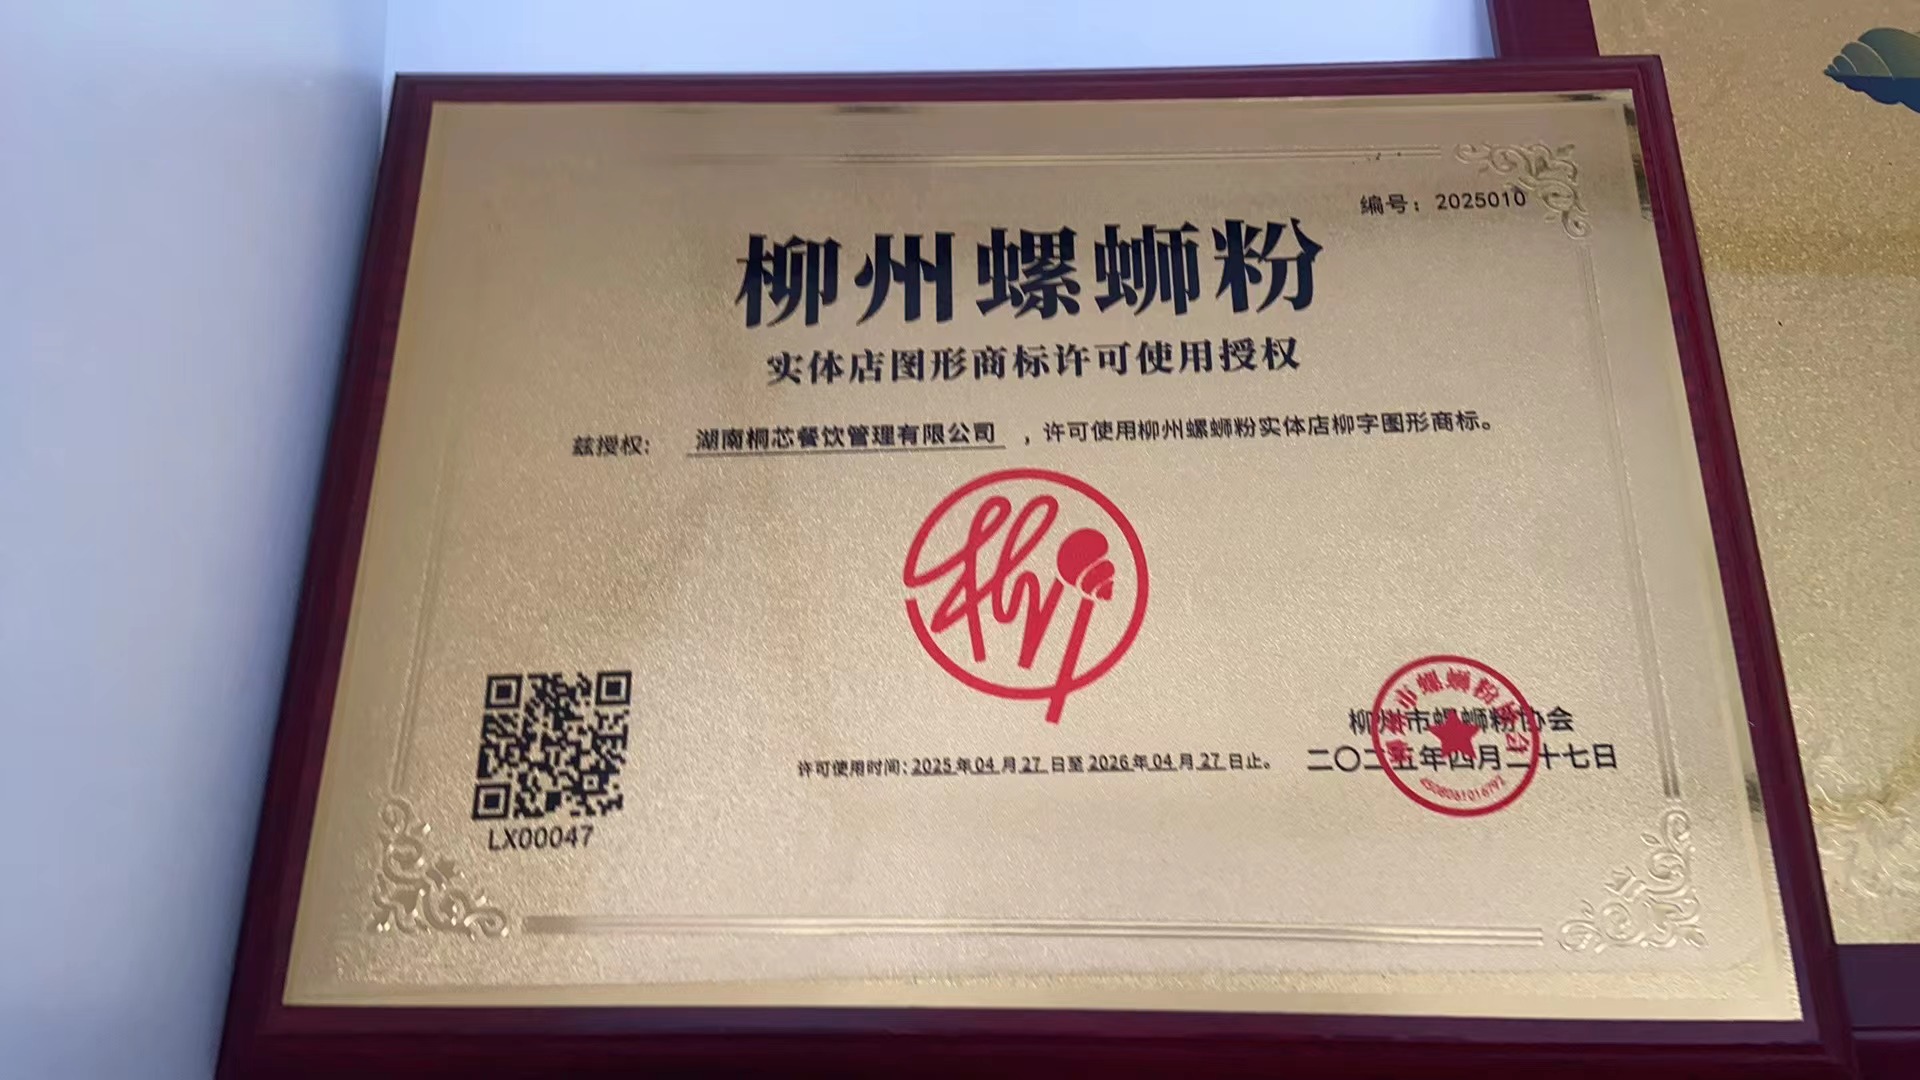 编号：2025010
柳州螺蛳粉
实体店图形商标许可使用授权
兹授权： 湖南桐芯餐饮管理有限公司 ，许可使用柳州螺蛳粉实体店柳字图形商标。
柳
LX00047
许可使用时间：2025年04月27日至2026年04月27日止。
柳州市螺蛳粉协会
二〇二五年四月二十七日